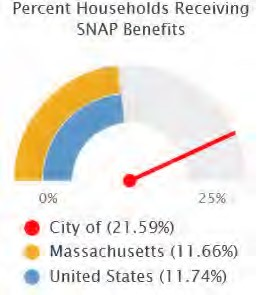 Percent Households Receiving
SNAP Benefits
0%
25%
City of (21.59%)
Massachusetts (11.66%)
United States (11.74%)